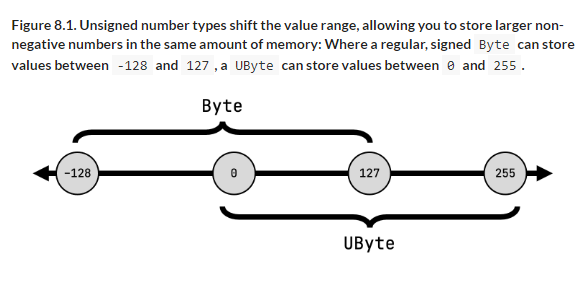 Figure 8.1. Unsigned number types shift the value range, allowing you to store larger non-
negative numbers in the same amount of memory: Where a regular, signed Byte can store
values between -128 and 127 , a UByte can store values between 0 and 255 .
Byte
-128 0 127 255
UByte